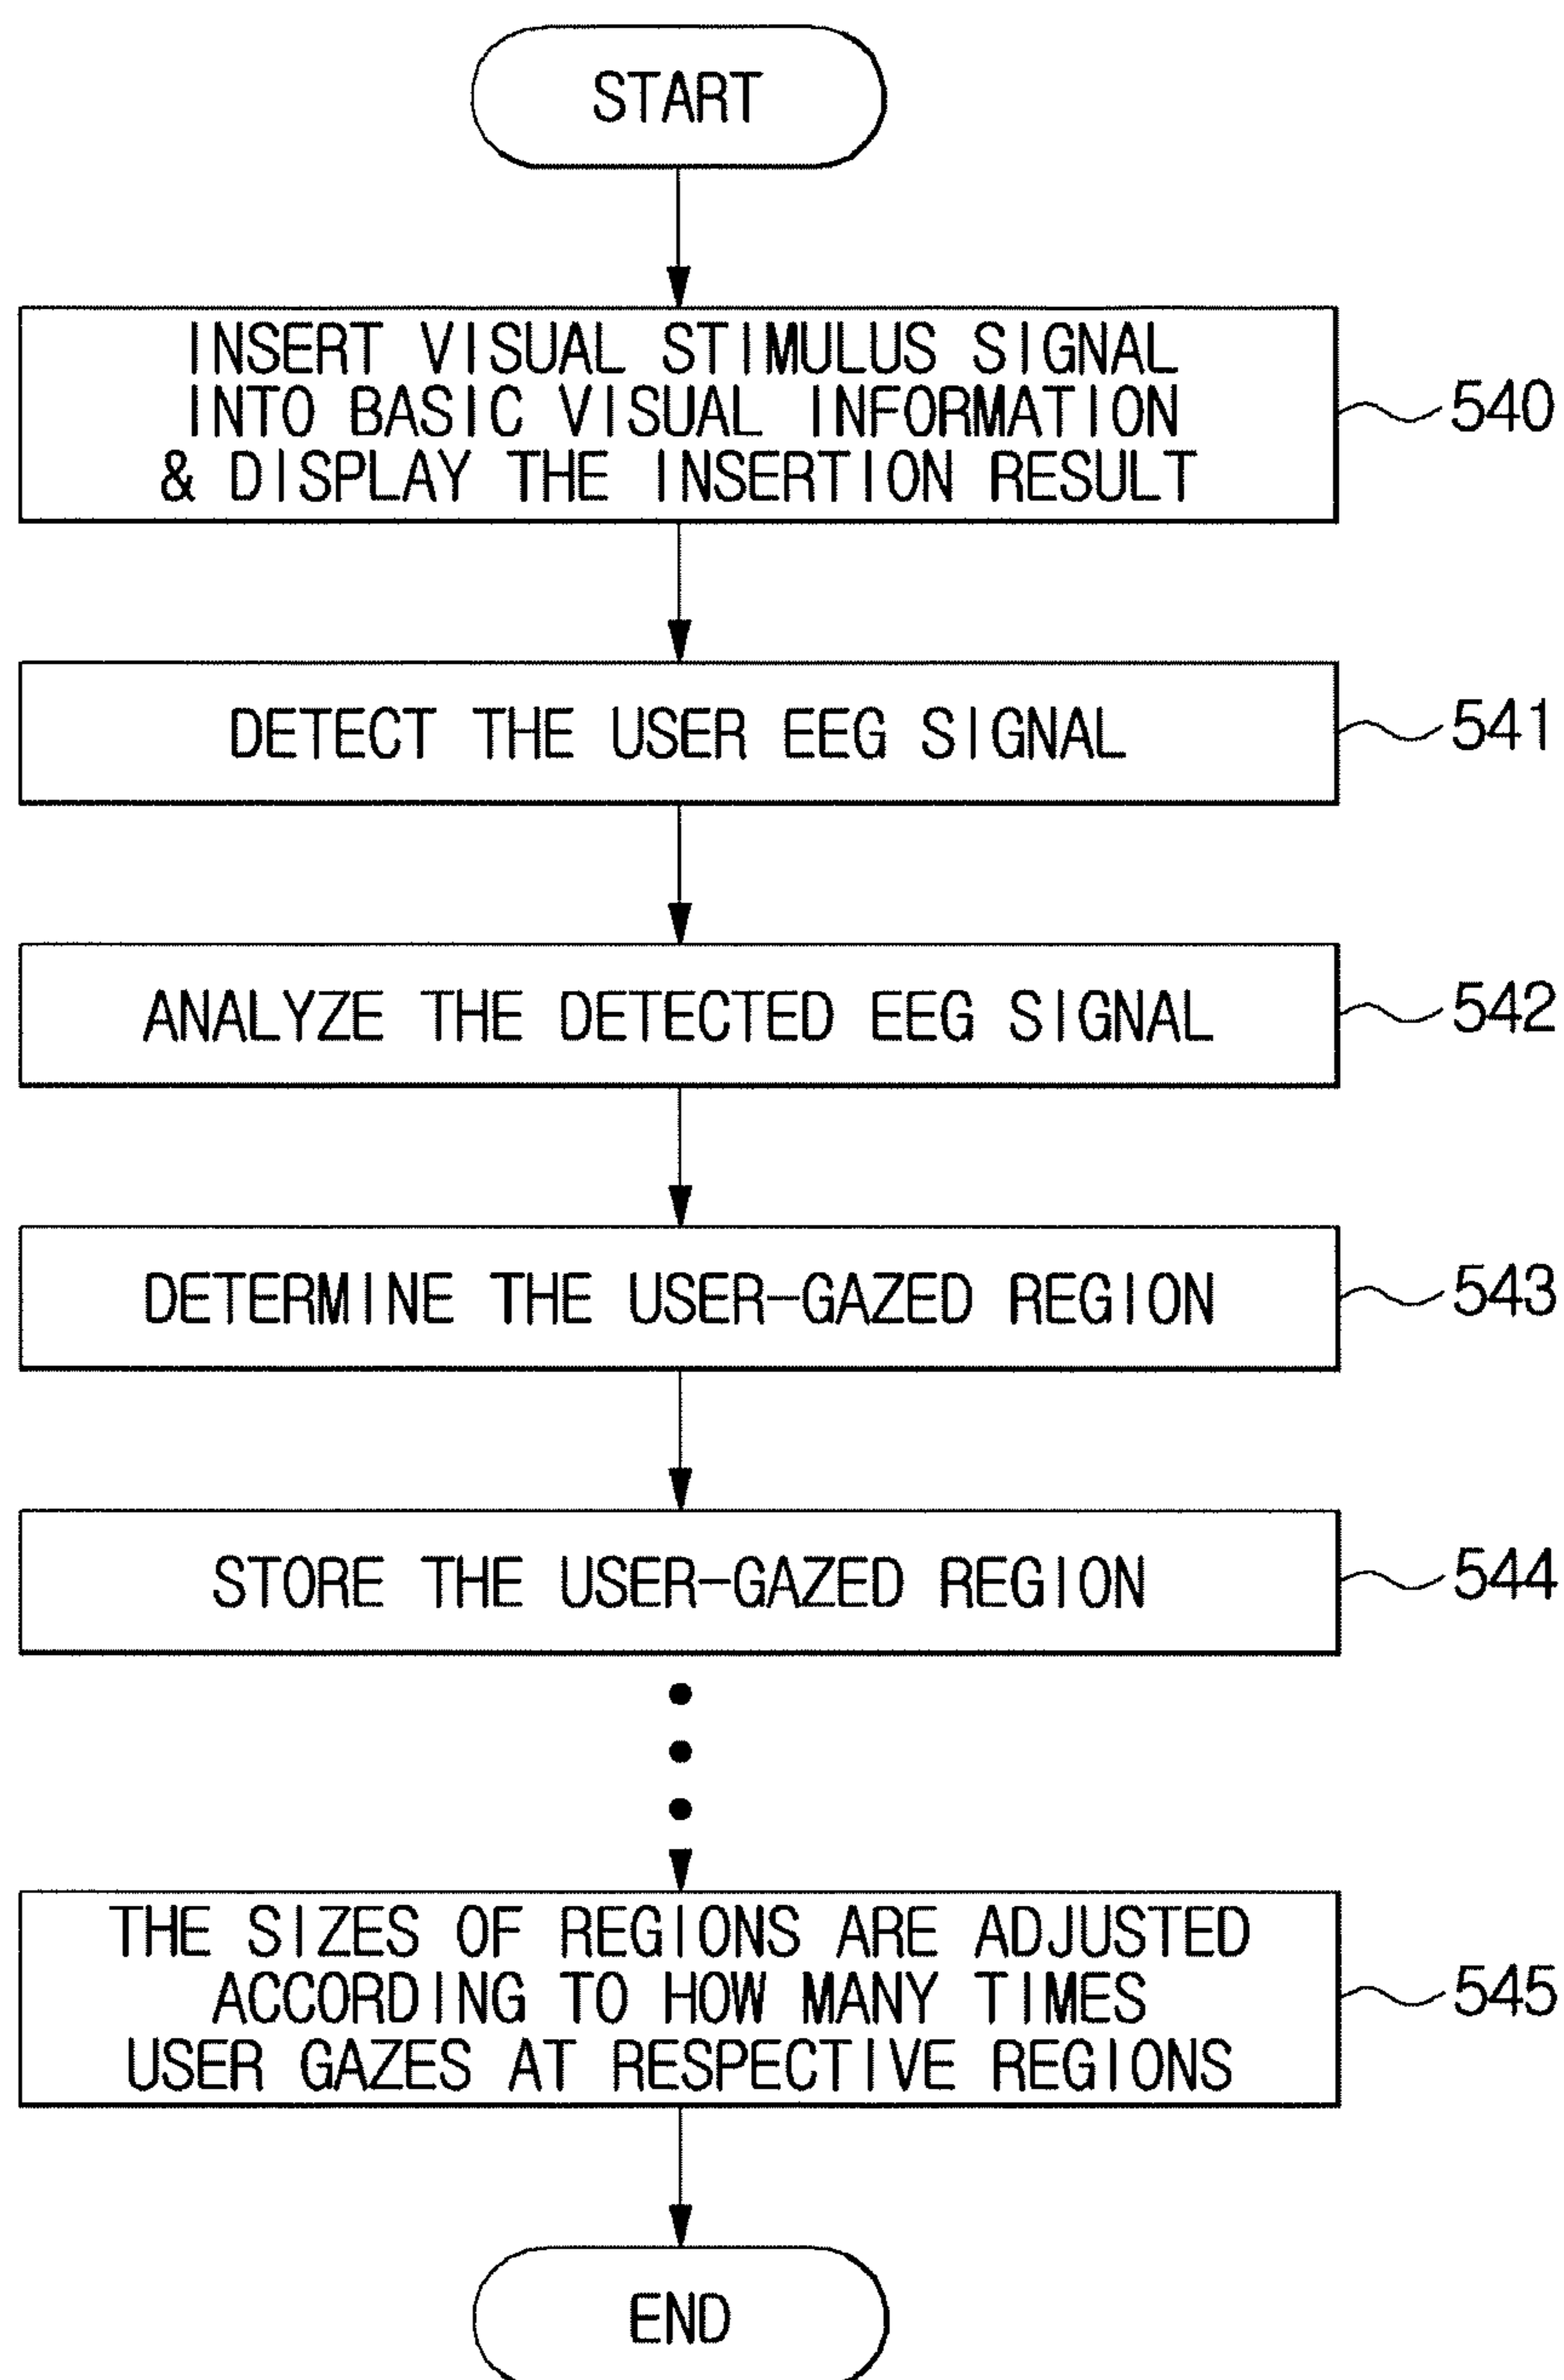 START
INSERT VISUAL STIMULUS SIGNAL
INTO BASIC VISUAL INFORMATION
& DISPLAY THE INSERTION RESULT
540
DETECT THE USER EEG SIGNAL
541
ANALYZE THE DETECTED EEG SIGNAL
542
DETERMINE THE USER-GAZED REGION
543
STORE THE USER-GAZED REGION
544
THE SIZES OF REGIONS ARE ADJUSTED
ACCORDING TO HOW MANY TIMES
USER GAZES AT RESPECTIVE REGIONS
545
END